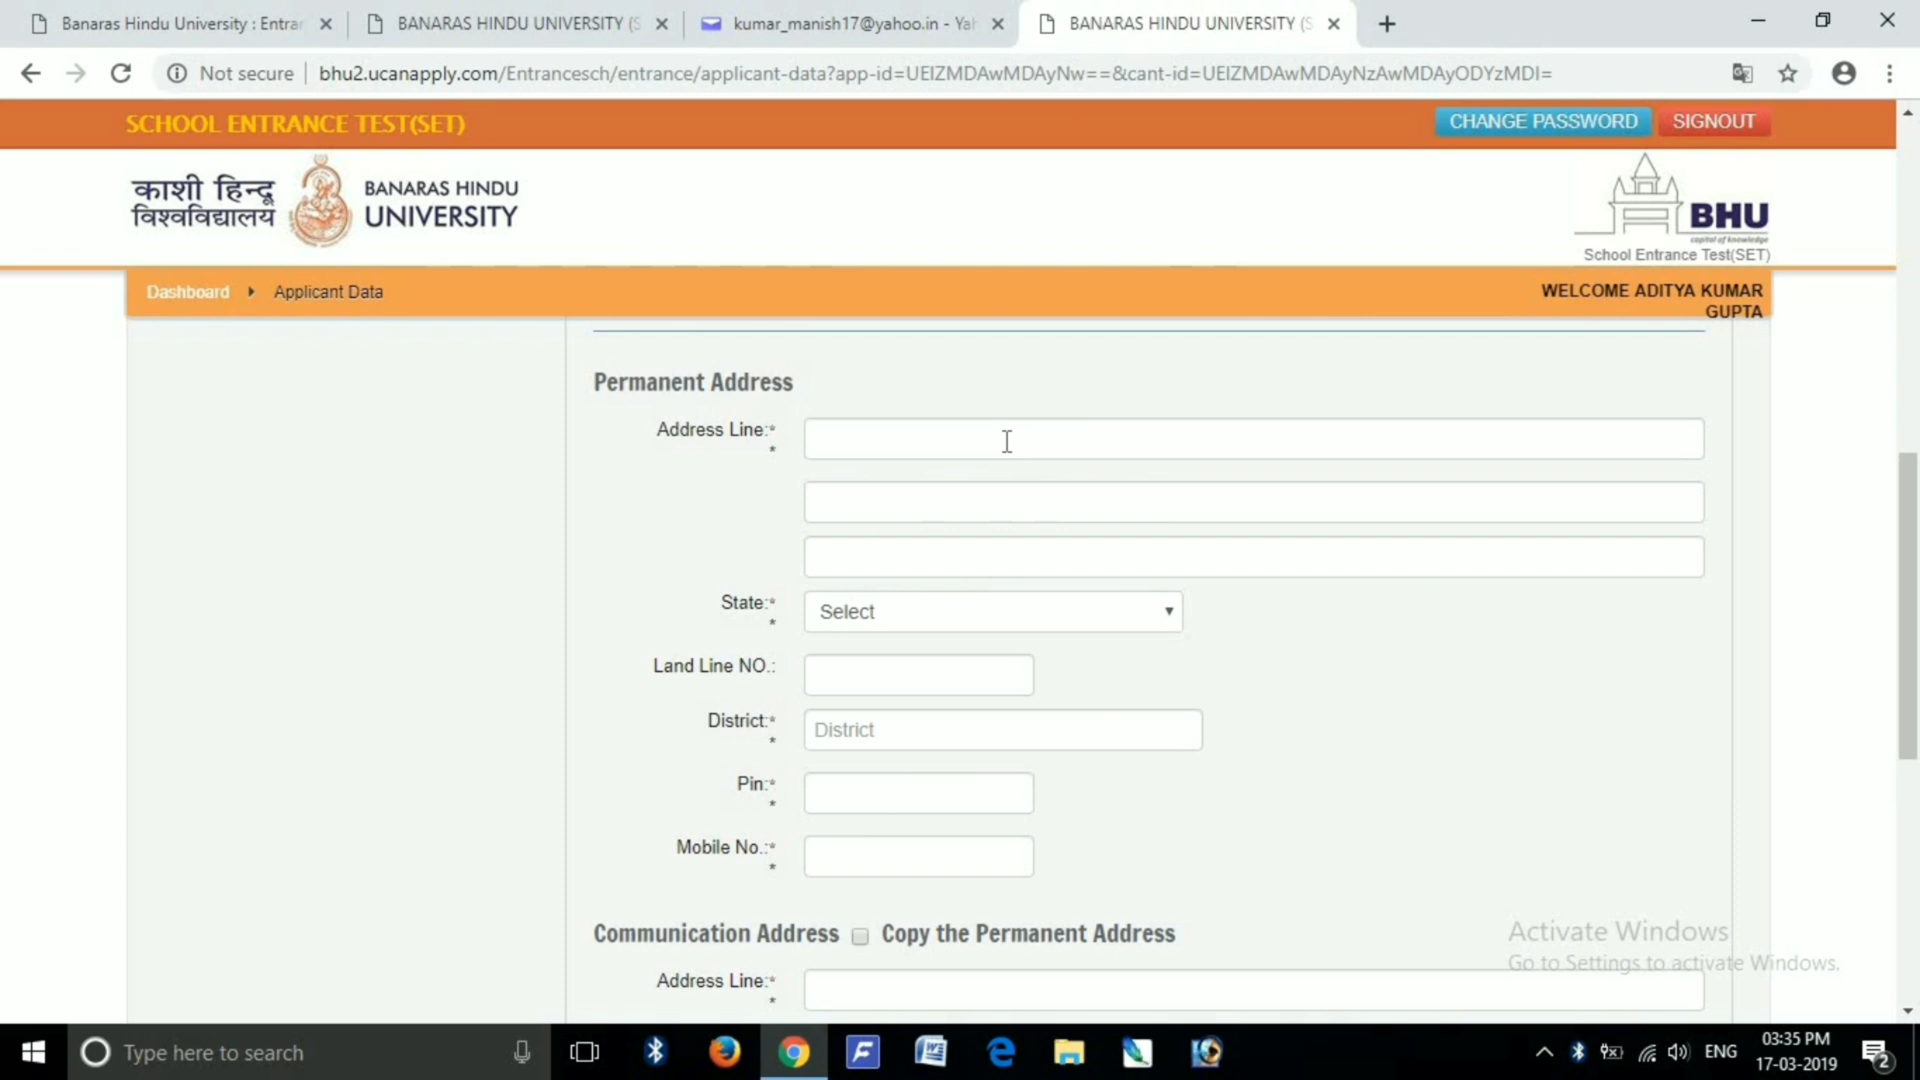 Banaras Hindu University : Entrar
BANARAS HINDU UNIVERSITY (S
kumar_manish17@yahoo.in - Yah
BANARAS HINDU UNIVERSITY (S
Not secure
bhu2.ucanapply.com/Entrancesch/entrance/applicant-data?app-id=UEIZMDAwMDAyNw==&cant-id=UEIZMDAwMDAyNzAwMDAyODYzMDI=
SCHOOL ENTRANCE TEST(SET)
CHANGE PASSWORD
SIGNOUT
काशी हिन्दू
विश्वविद्यालय
BANARAS HINDU
UNIVERSITY
BHU
capital of knowledge
School Entrance Test(SET)
Dashboard
Applicant Data
WELCOME ADITYA KUMAR
GUPTA
Permanent Address
Address Line:*
*
State:*
*
Select
Land Line NO.:
District:*
*
District
Pin:*
*
Mobile No.:*
*
Communication Address
Copy the Permanent Address
Address Line:*
*
Activate Windows
Go to Settings to activate Windows.
Type here to search
ENG
03:35 PM
17-03-2019
2